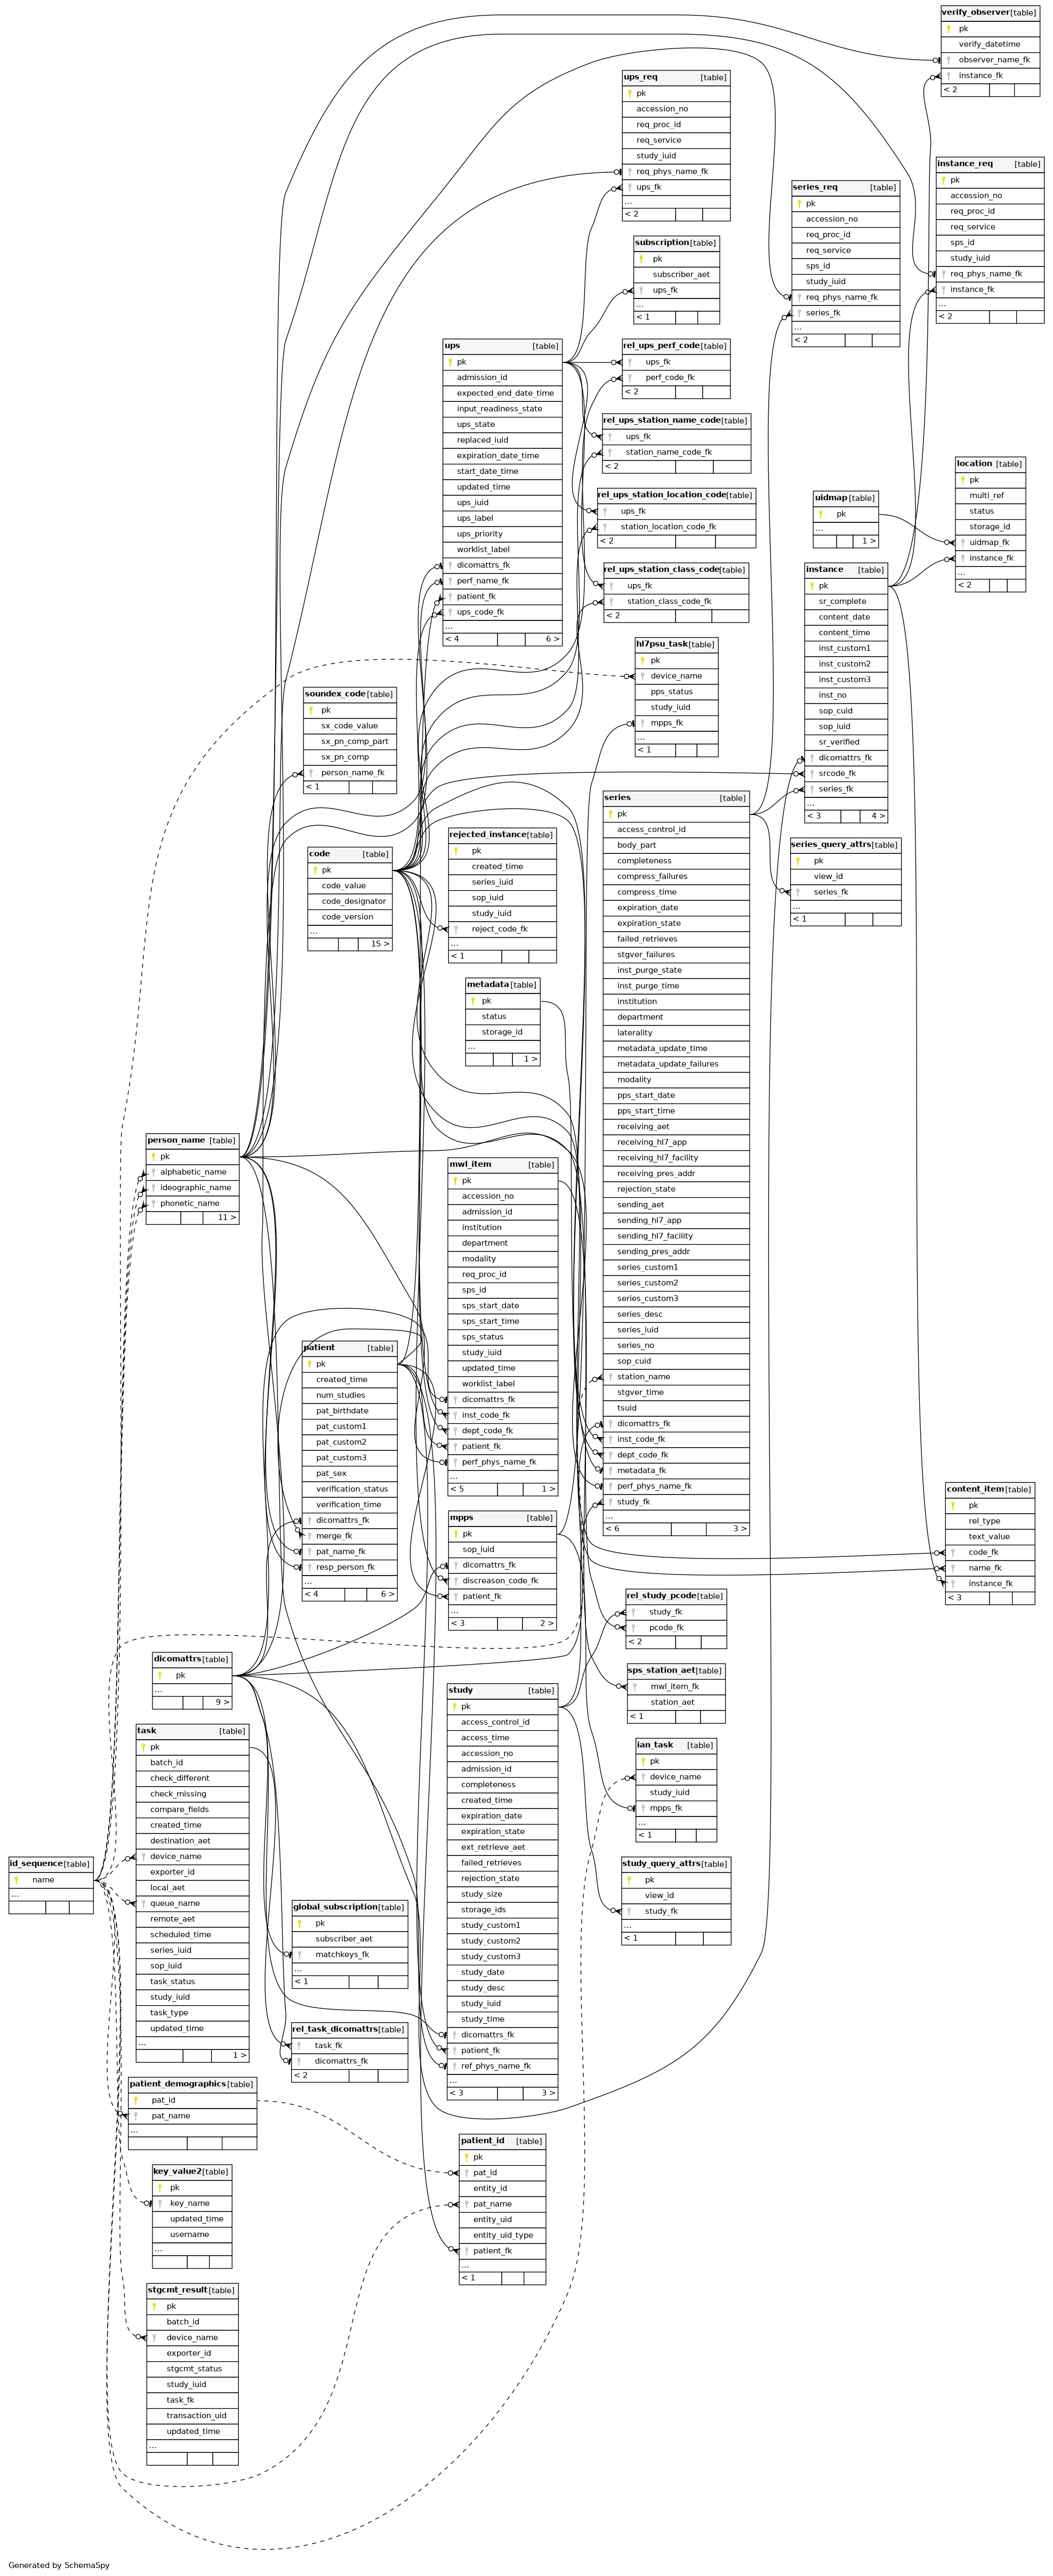 verify_observer [table]
pk
verify_datetime
observer_name_fk
instance_fk
< 2
ups_req [table]
pk
accession_no
req_proc_id
req_service
study_iuid
req_phys_name_fk
ups_fk
...
< 2
instance_req [table]
pk
accession_no
req_proc_id
req_service
sps_id
study_iuid
req_phys_name_fk
instance_fk
...
< 2
series_req [table]
pk
accession_no
req_proc_id
req_service
sps_id
study_iuid
req_phys_name_fk
series_fk
...
< 2
subscription [table]
pk
subscriber_aet
ups_fk
...
< 1
ups [table]
pk
admission_id
expected_end_date_time
input_readiness_state
ups_state
replaced_iuid
expiration_date_time
start_date_time
updated_time
ups_iuid
ups_label
ups_priority
worklist_label
dicomattrs_fk
perf_name_fk
patient_fk
ups_code_fk
...
< 4 6 >
rel_ups_perf_code [table]
ups_fk
perf_code_fk
< 2
rel_ups_station_name_code [table]
ups_fk
station_name_code_fk
< 2
rel_ups_station_location_code [table]
ups_fk
station_location_code_fk
< 2
rel_ups_station_class_code [table]
ups_fk
station_class_code_fk
< 2
location [table]
pk
multi_ref
status
storage_id
uidmap_fk
instance_fk
...
< 2
uidmap [table]
pk
...
1 >
instance [table]
pk
sr_complete
content_date
content_time
inst_custom1
inst_custom2
inst_custom3
inst_no
sop_cuid
sop_iuid
sr_verified
dicomattrs_fk
srcode_fk
series_fk
...
< 3 4 >
hl7psu_task [table]
pk
device_name
pps_status
study_iuid
mpps_fk
...
< 1
soundex_code [table]
pk
sx_code_value
sx_pn_comp_part
sx_pn_comp
person_name_fk
< 1
series [table]
pk
access_control_id
body_part
completeness
compress_failures
compress_time
expiration_date
expiration_state
failed_retrieves
stgver_failures
inst_purge_state
inst_purge_time
institution
department
laterality
metadata_update_time
metadata_update_failures
modality
pps_start_date
pps_start_time
receiving_aet
receiving_hl7_app
receiving_hl7_facility
receiving_pres_addr
rejection_state
sending_aet
sending_hl7_app
sending_hl7_facility
sending_pres_addr
series_custom1
series_custom2
series_custom3
series_desc
series_iuid
series_no
sop_cuid
station_name
stgver_time
tsuid
dicomattrs_fk
inst_code_fk
dept_code_fk
metadata_fk
perf_phys_name_fk
study_fk
...
< 6 3 >
series_query_attrs [table]
pk
view_id
series_fk
...
< 1
code [table]
pk
code_value
code_designator
code_version
...
15 >
rejected_instance [table]
pk
created_time
series_iuid
sop_iuid
study_iuid
reject_code_fk
...
< 1
metadata [table]
pk
status
storage_id
...
1 >
person_name [table]
pk
alphabetic_name
ideographic_name
phonetic_name
11 >
mwl_item [table]
pk
accession_no
admission_id
institution
department
modality
req_proc_id
sps_id
sps_start_date
sps_start_time
sps_status
study_iuid
updated_time
worklist_label
dicomattrs_fk
inst_code_fk
dept_code_fk
patient_fk
perf_phys_name_fk
...
< 5 1 >
patient [table]
pk
created_time
num_studies
pat_birthdate
pat_custom1
pat_custom2
pat_custom3
pat_sex
verification_status
verification_time
dicomattrs_fk
merge_fk
pat_name_fk
resp_person_fk
...
< 4 6 >
content_item [table]
pk
rel_type
text_value
code_fk
name_fk
instance_fk
< 3
mpps [table]
pk
sop_iuid
dicomattrs_fk
discreason_code_fk
patient_fk
...
< 3 2 >
rel_study_pcode [table]
study_fk
pcode_fk
< 2
dicomattrs [table]
pk
...
9 >
sps_station_aet [table]
mwl_item_fk
station_aet
< 1
study [table]
pk
access_control_id
access_time
accession_no
admission_id
completeness
created_time
expiration_date
expiration_state
ext_retrieve_aet
failed_retrieves
rejection_state
study_size
storage_ids
study_custom1
study_custom2
study_custom3
study_date
study_desc
study_iuid
study_time
dicomattrs_fk
patient_fk
ref_phys_name_fk
...
< 3 3 >
task [table]
pk
batch_id
check_different
check_missing
compare_fields
created_time
destination_aet
device_name
exporter_id
local_aet
queue_name
remote_aet
scheduled_time
series_iuid
sop_iuid
task_status
study_iuid
task_type
updated_time
...
1 >
ian_task [table]
pk
device_name
study_iuid
mpps_fk
...
< 1
id_sequence [table]
name
...
study_query_attrs [table]
pk
view_id
study_fk
...
< 1
global_subscription [table]
pk
subscriber_aet
matchkeys_fk
...
< 1
rel_task_dicomattrs [table]
task_fk
dicomattrs_fk
< 2
patient_demographics [table]
pat_id
pat_name
...
patient_id [table]
pk
pat_id
entity_id
pat_name
entity_uid
entity_uid_type
patient_fk
...
< 1
key_value2 [table]
pk
key_name
updated_time
username
...
stgcmt_result [table]
pk
batch_id
device_name
exporter_id
stgcmt_status
study_iuid
task_fk
transaction_uid
updated_time
...
Generated by SchemaSpy